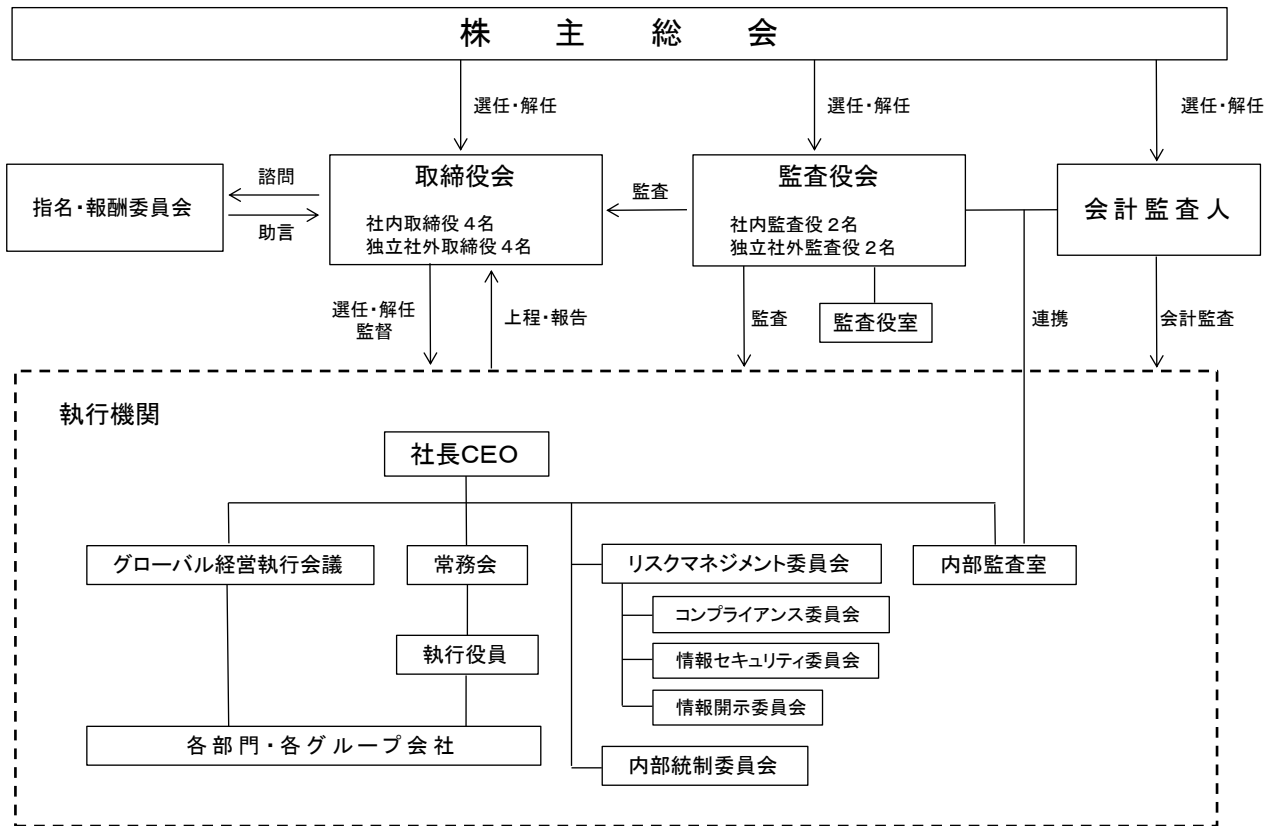 株主総会
選任・解任
選任・解任
選任・解任
指名・報酬委員会
諮問
助言
取締役会
社内取締役4名
独立社外取締役4名
監査
監査役会
社内監査役2名
独立社外監査役2名
会計監査人
選任・解任
監督
上程・報告
監査
監査役室
連携
会計監査
執行機関
社長CEO
グローバル経営執行会議
常務会
リスクマネジメント委員会
内部監査室
コンプライアンス委員会
執行役員
情報セキュリティ委員会
情報開示委員会
各部門・各グループ会社
内部統制委員会